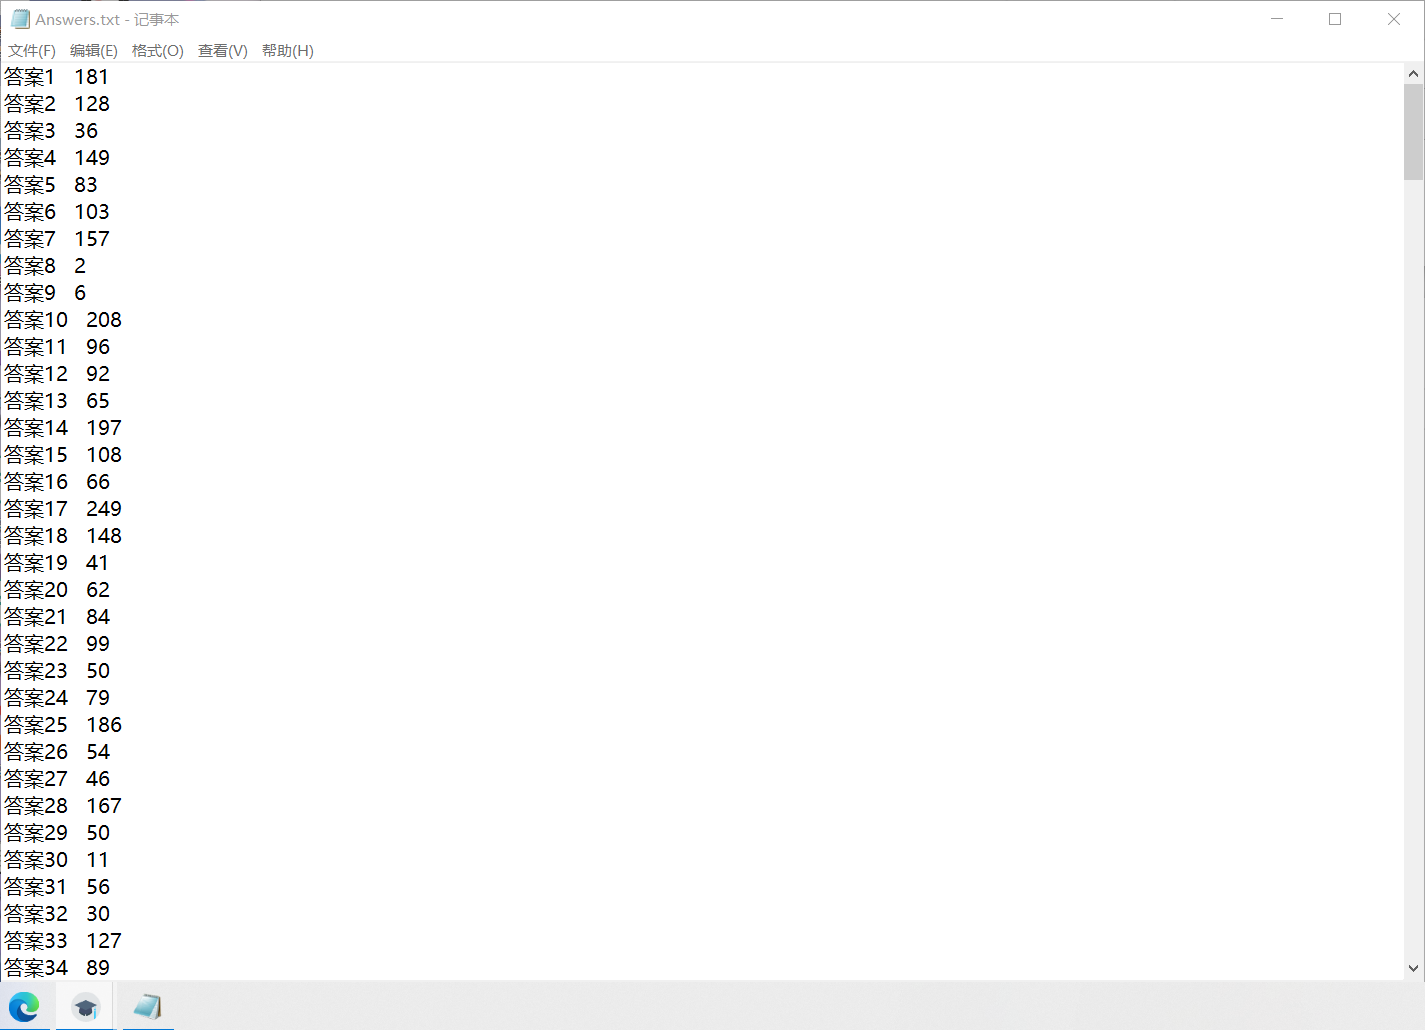 Answers.txt - 记事本
文件(F) 编辑(E) 格式(O) 查看(V) 帮助(H)
答案1 181
答案2 128
答案3 36
答案4 149
答案5 83
答案6 103
答案7 157
答案8 2
答案9 6
答案10 208
答案11 96
答案12 92
答案13 65
答案14 197
答案15 108
答案16 66
答案17 249
答案18 148
答案19 41
答案20 62
答案21 84
答案22 99
答案23 50
答案24 79
答案25 186
答案26 54
答案27 46
答案28 167
答案29 50
答案30 11
答案31 56
答案32 30
答案33 127
答案34 89